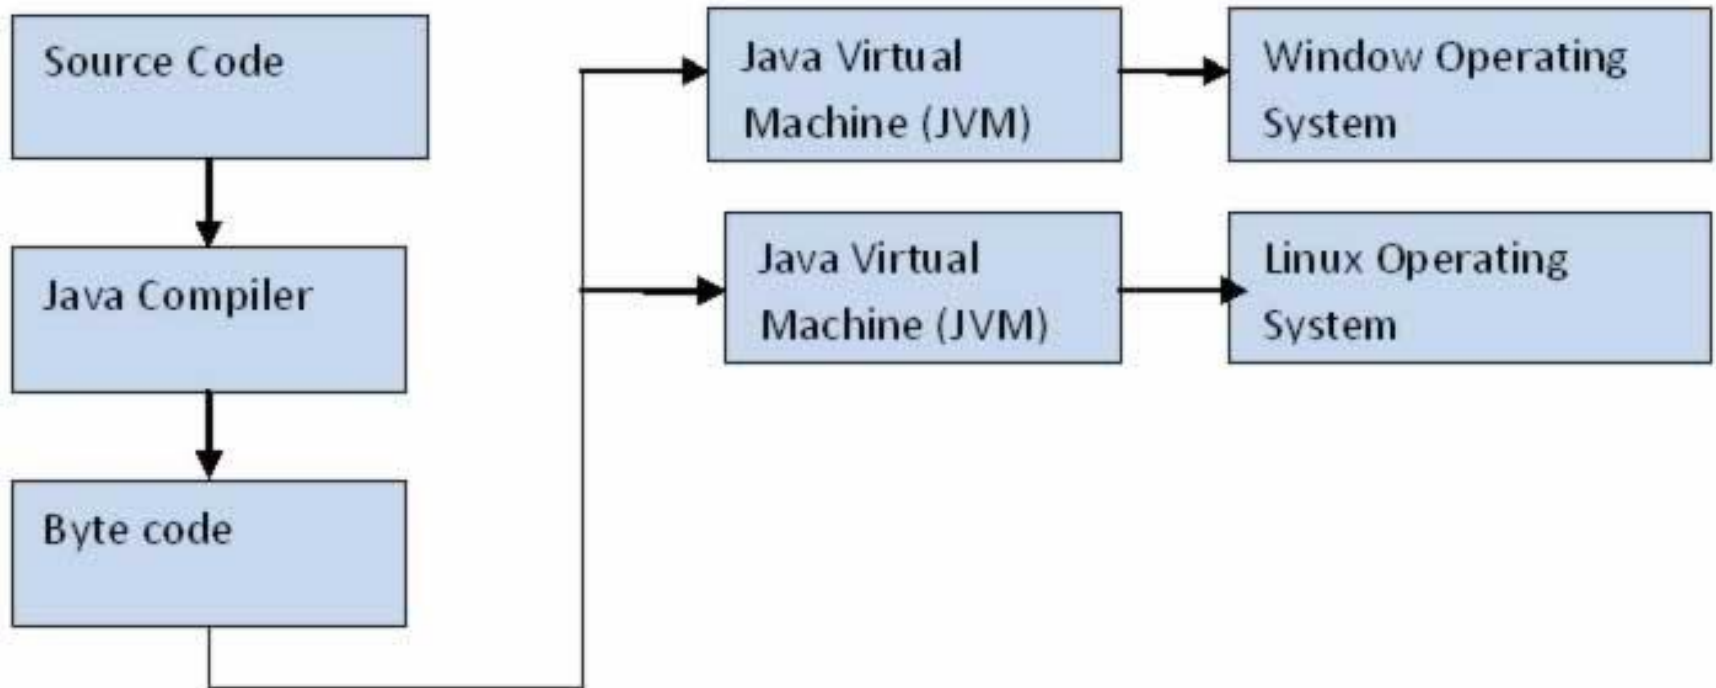 Source Code
Java Compiler
Byte code
Java Virtual
Machine (JVM)
Window Operating
System
Java Virtual
Machine (JVM)
Linux Operating
System